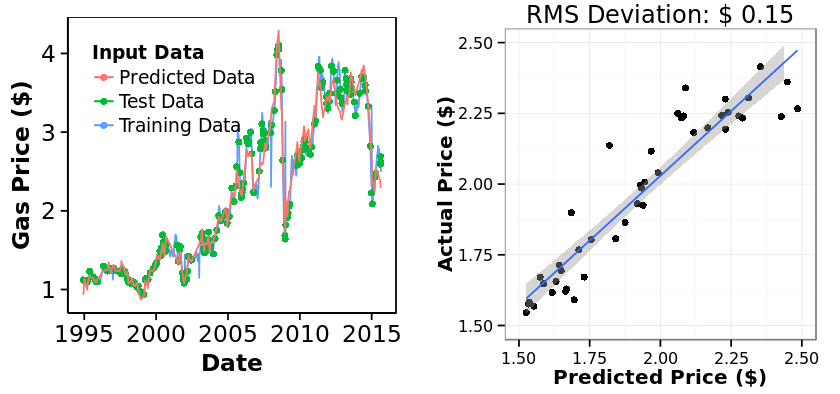 Input Data
Predicted Data
Test Data
Training Data
Gas Price ($)
4
3
2
1
1995 2000 2005 2010 2015
Date
RMS Deviation: $ 0.15
Actual Price ($)
2.50
2.25
2.00
1.75
1.50
1.50 1.75 2.00 2.25 2.50
Predicted Price ($)